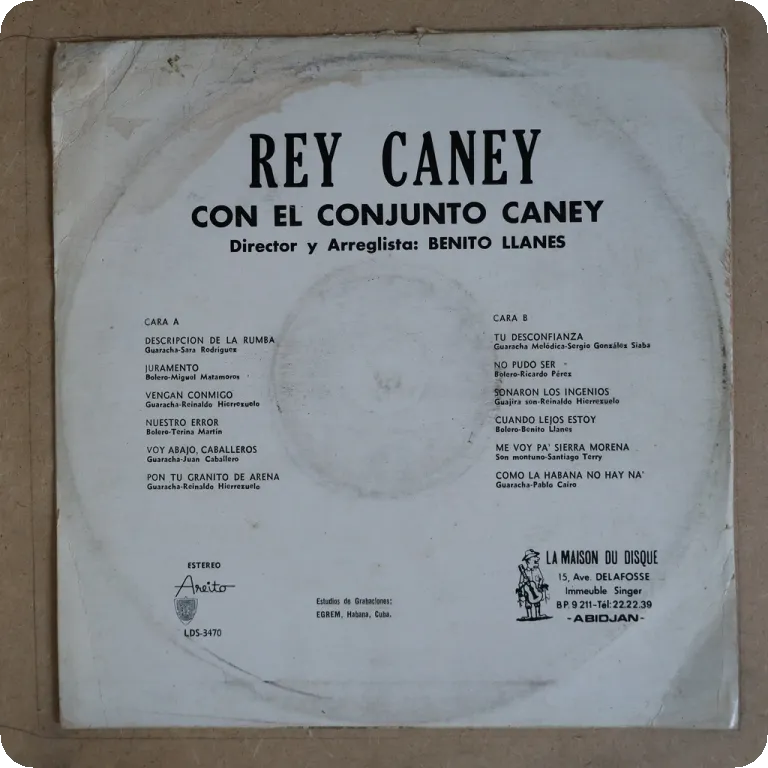 REY CANEY
CON EL CONJUNTO CANEY
Director y Arreglista: BENITO LLANES
CARA A
DESCRIPCION DE LA RUMBA
Guaracha-Sara Rodríguez
JURAMENTO
Bolero-Miguel Matamoros
VENGAN CONMIGO
Guaracha-Reinaldo Hierrezuelo
NUESTRO ERROR
Bolero-Terina Martín
VOY ABAJO, CABALLEROS
Guaracha-Juan Caballero
PON TU GRANITO DE ARENA
Guaracha-Reinaldo Hierrezuelo
CARA B
TU DESCONFIANZA
Guaracha Melódica-Sergio González Siaba
NO PUDO SER
Bolero-Ricardo Pérez
SONARON LOS INGENIOS
Guajira son-Reinaldo Hierrezuelo
CUANDO LEJOS ESTOY
Bolero-Benito Llanes
ME VOY PA' SIERRA MORENA
Son montuno-Santiago Terry
COMO LA HABANA NO HAY NA'
Guaracha-Pablo Cairo
ESTEREO
Areito
LDS-3470
Estudios de Grabaciones:
EGREM, Habana, Cuba.
LA MAISON DU DISQUE
15, Ave. DELAFOSSE
Immeuble Singer
B P. 9 211-Tél: 22.22.39
-ABIDJAN-